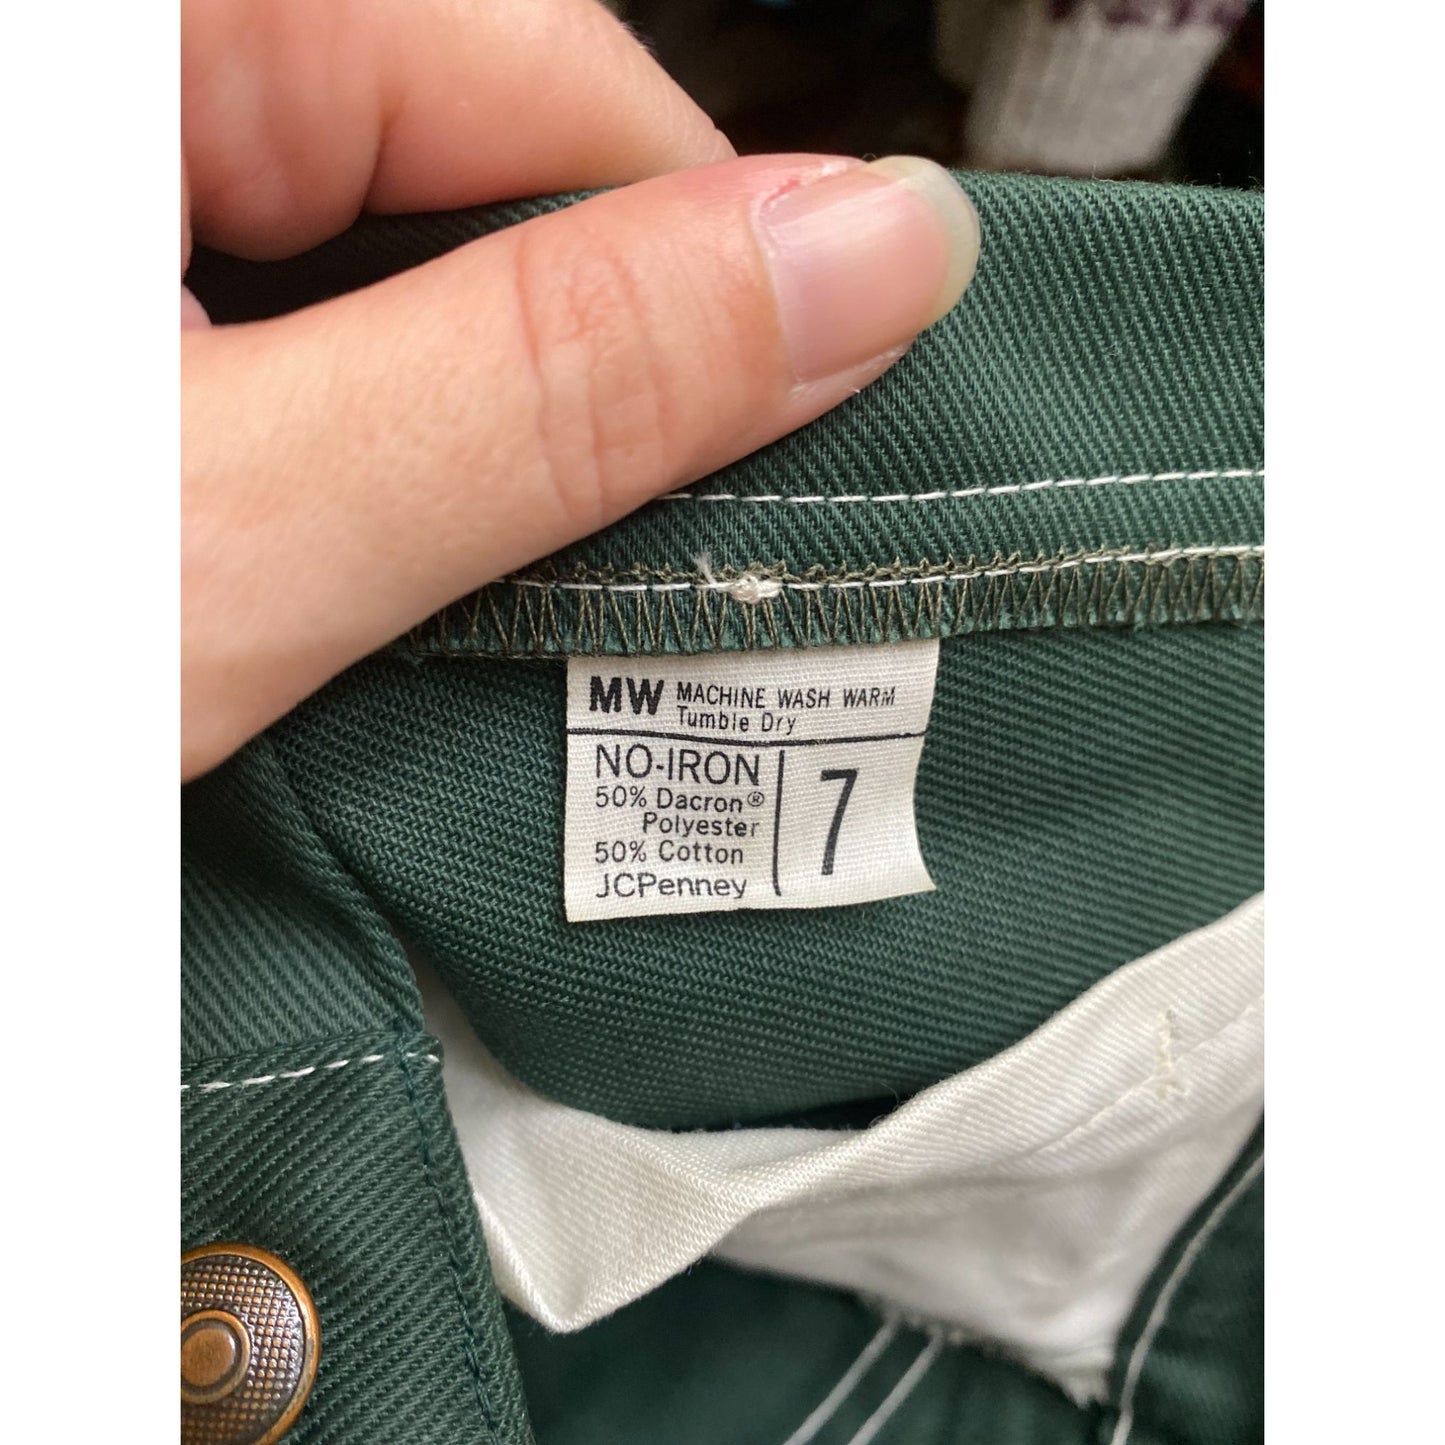 MW MACHINE WASH WARM
Tumble Dry
NO-IRON
50% Dacron®
Polyester
50% Cotton
JCPenney
7